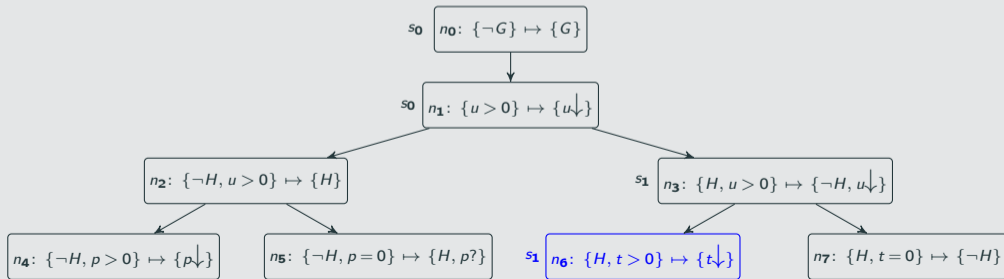 s₀ n₀: {¬G} ↦ {G}
s₀ n₁: {u > 0} ↦ {u↓}
n₂: {¬H, u > 0} ↦ {H}
s₁ n₃: {H, u > 0} ↦ {¬H, u↓}
n₄: {¬H, p > 0} ↦ {p↓}
n₅: {¬H, p = 0} ↦ {H, p?}
s₁ n₆: {H, t > 0} ↦ {t↓}
n₇: {H, t = 0} ↦ {¬H}